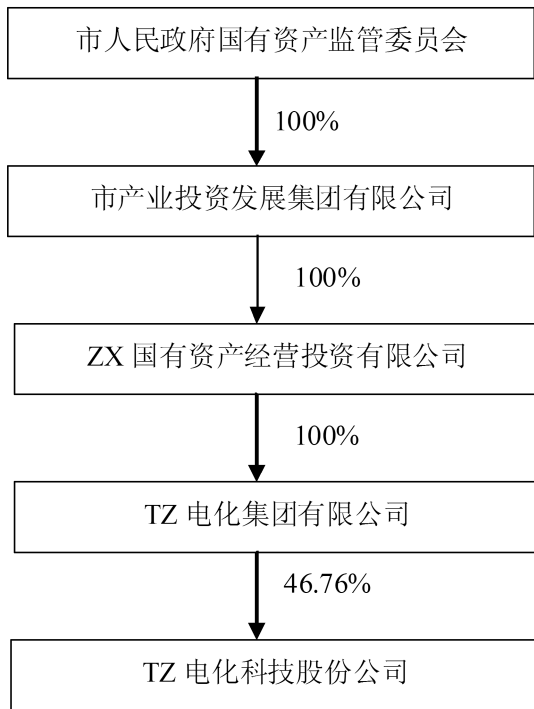 市人民政府国有资产监管委员会
100%
市产业投资发展集团有限公司
100%
ZX 国有资产经营投资有限公司
100%
TZ 电化集团有限公司
46.76%
TZ 电化科技股份公司